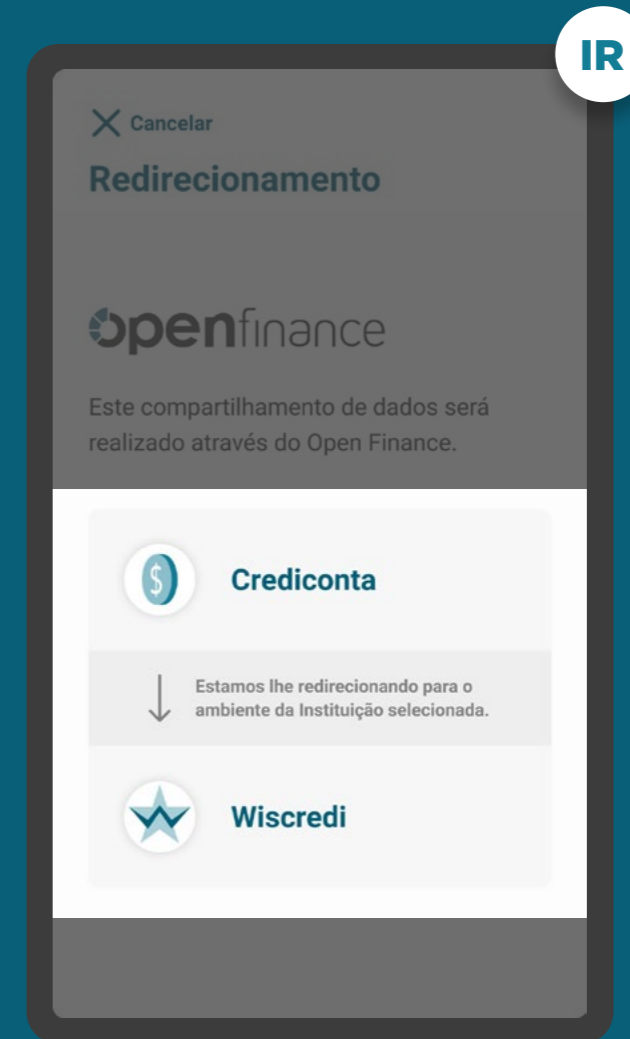 IR
Cancelar
Redirecionamento
openfinance
Este compartilhamento de dados será
realizado através do Open Finance.
$
Crediconta
Estamos lhe redirecionando para o
ambiente da Instituição selecionada.
Wiscredi